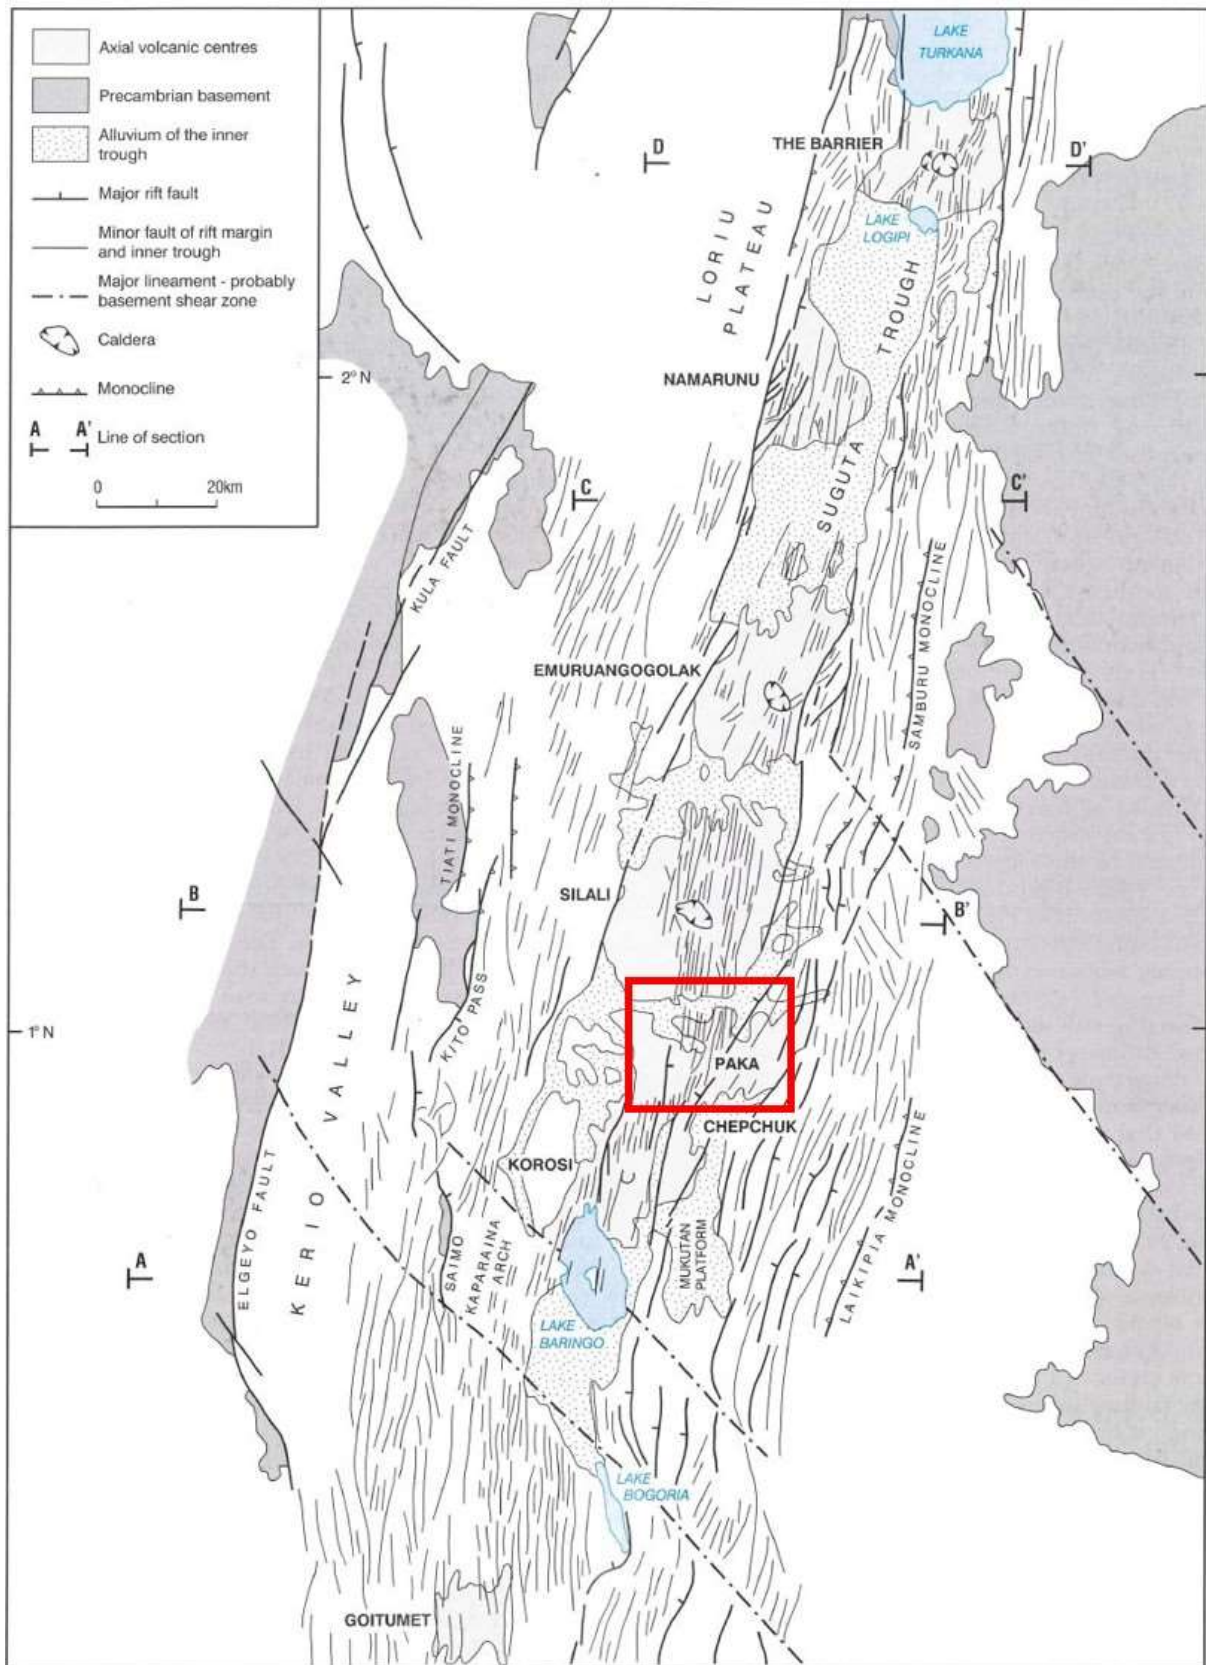 Axial volcanic centres
Precambrian basement
Alluvium of the inner
trough
Major rift fault
Minor fault of rift margin
and inner trough
Major lineament - probably
basement shear zone
Caldera
Monocline
A A' Line of section
0 20km
LAKE
TURKANA
THE BARRIER
D
D'
LAKE
LOGIPI
LORIU
PLATEAU
SUGUTA TROUGH
2° N
NAMARUNU
C
C'
KULA FAULT
EMURUANGOGOLAK
SAMBURU MONOCLINE
TIATI MONOCLINE
SILALI
B
B'
KITO PASS
1° N
PAKA
CHEPCHUK
KERIO VALLEY
KOROSI
ELGEYO FAULT
SAIMO
KAPARAINA
ARCH
MUKUTAN
PLATFORM
LAIKIPIA MONOCLINE
A
A'
LAKE
BARINGO
LAKE
BOGORIA
GOITUMET